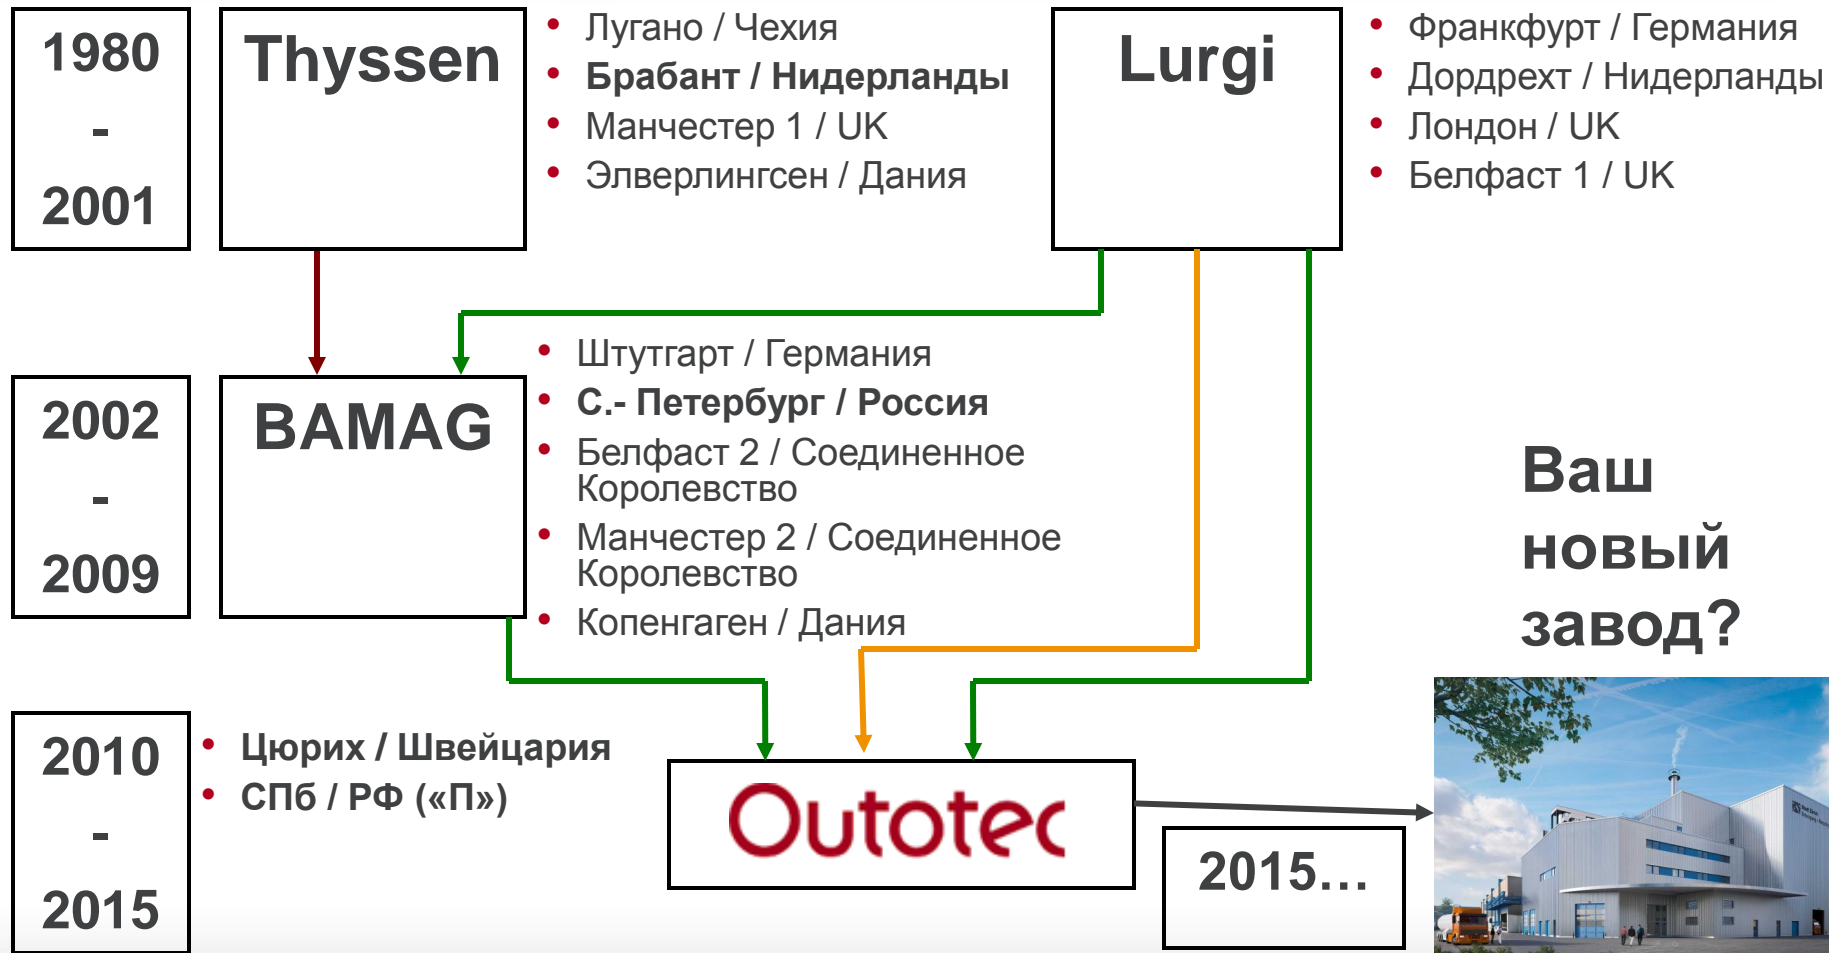 1980
-
2001
Thyssen
Лугано / Чехия
Брабант / Нидерланды
Манчестер 1 / UK
Элверлингсен / Дания
Lurgi
Франкфурт / Германия
Дордрехт / Нидерланды
Лондон / UK
Белфаст 1 / UK
2002
-
2009
BAMAG
Штутгарт / Германия
С.- Петербург / Россия
Белфаст 2 / Соединенное
Королевство
Манчестер 2 / Соединенное
Королевство
Копенгаген / Дания
Ваш
новый
завод?
2010
-
2015
Цюрих / Швейцария
СПб / РФ («П»)
Outotec
2015...